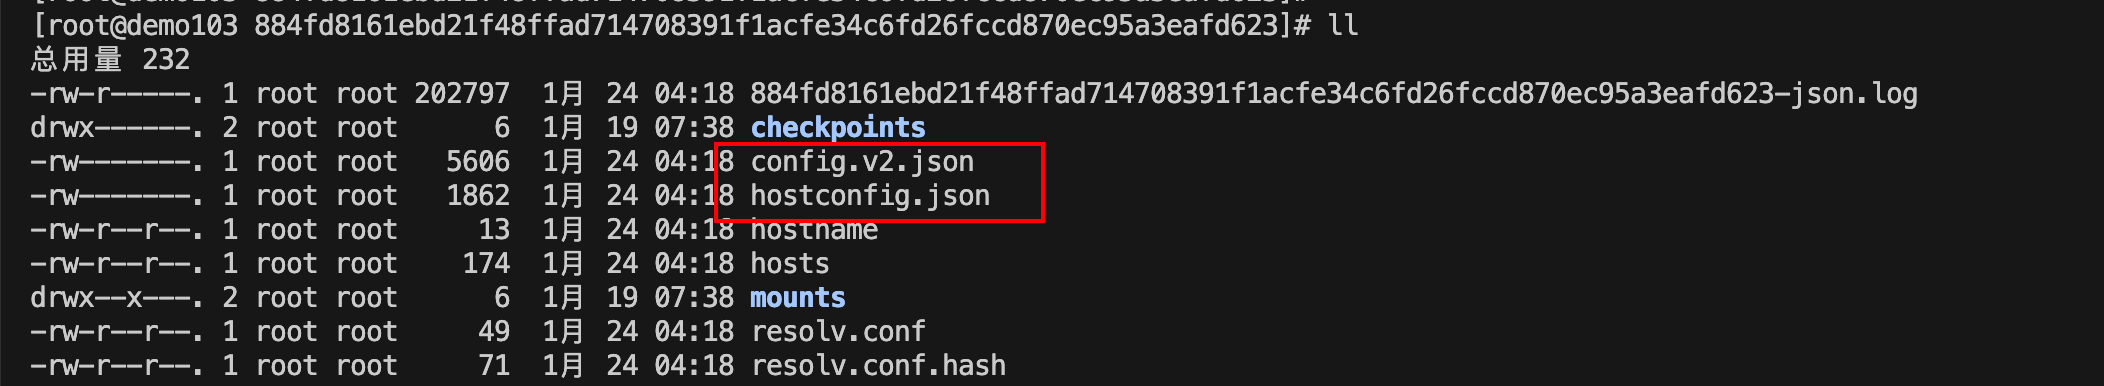 [root@demo103 884fd8161ebd21f48ffad714708391f1acfe34c6fd26fccd870ec95a3eafd623]# ll
总用量 232
-rw-r-----. 1 root root 202797  1月  24 04:18 884fd8161ebd21f48ffad714708391f1acfe34c6fd26fccd870ec95a3eafd623-json.log
drwx------. 2 root root      6  1月  19 07:38 checkpoints
-rw-------. 1 root root   5606  1月  24 04:18 config.v2.json
-rw-------. 1 root root   1862  1月  24 04:18 hostconfig.json
-rw-r--r--. 1 root root     13  1月  24 04:18 hostname
-rw-r--r--. 1 root root    174  1月  24 04:18 hosts
drwx--x---. 2 root root      6  1月  19 07:38 mounts
-rw-r--r--. 1 root root     49  1月  24 04:18 resolv.conf
-rw-r--r--. 1 root root     71  1月  24 04:18 resolv.conf.hash